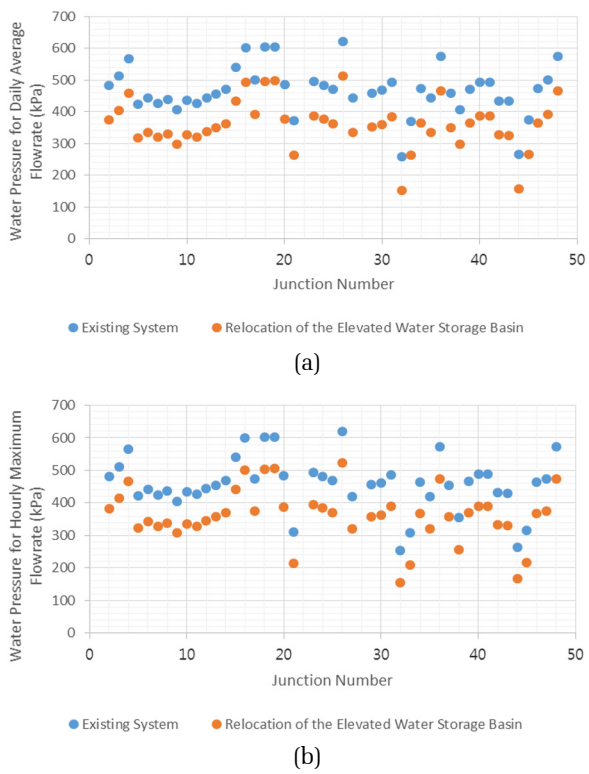 Water Pressure for Daily Average
Flowrate (kPa)
700
600
500
400
300
200
100
0
0 10 20 30 40 50
Junction Number
Existing System Relocation of the Elevated Water Storage Basin
(a)
Water Pressure for Hourly Maximum
Flowrate (kPa)
700
600
500
400
300
200
100
0
0 10 20 30 40 50
Junction Number
Existing System Relocation of the Elevated Water Storage Basin
(b)